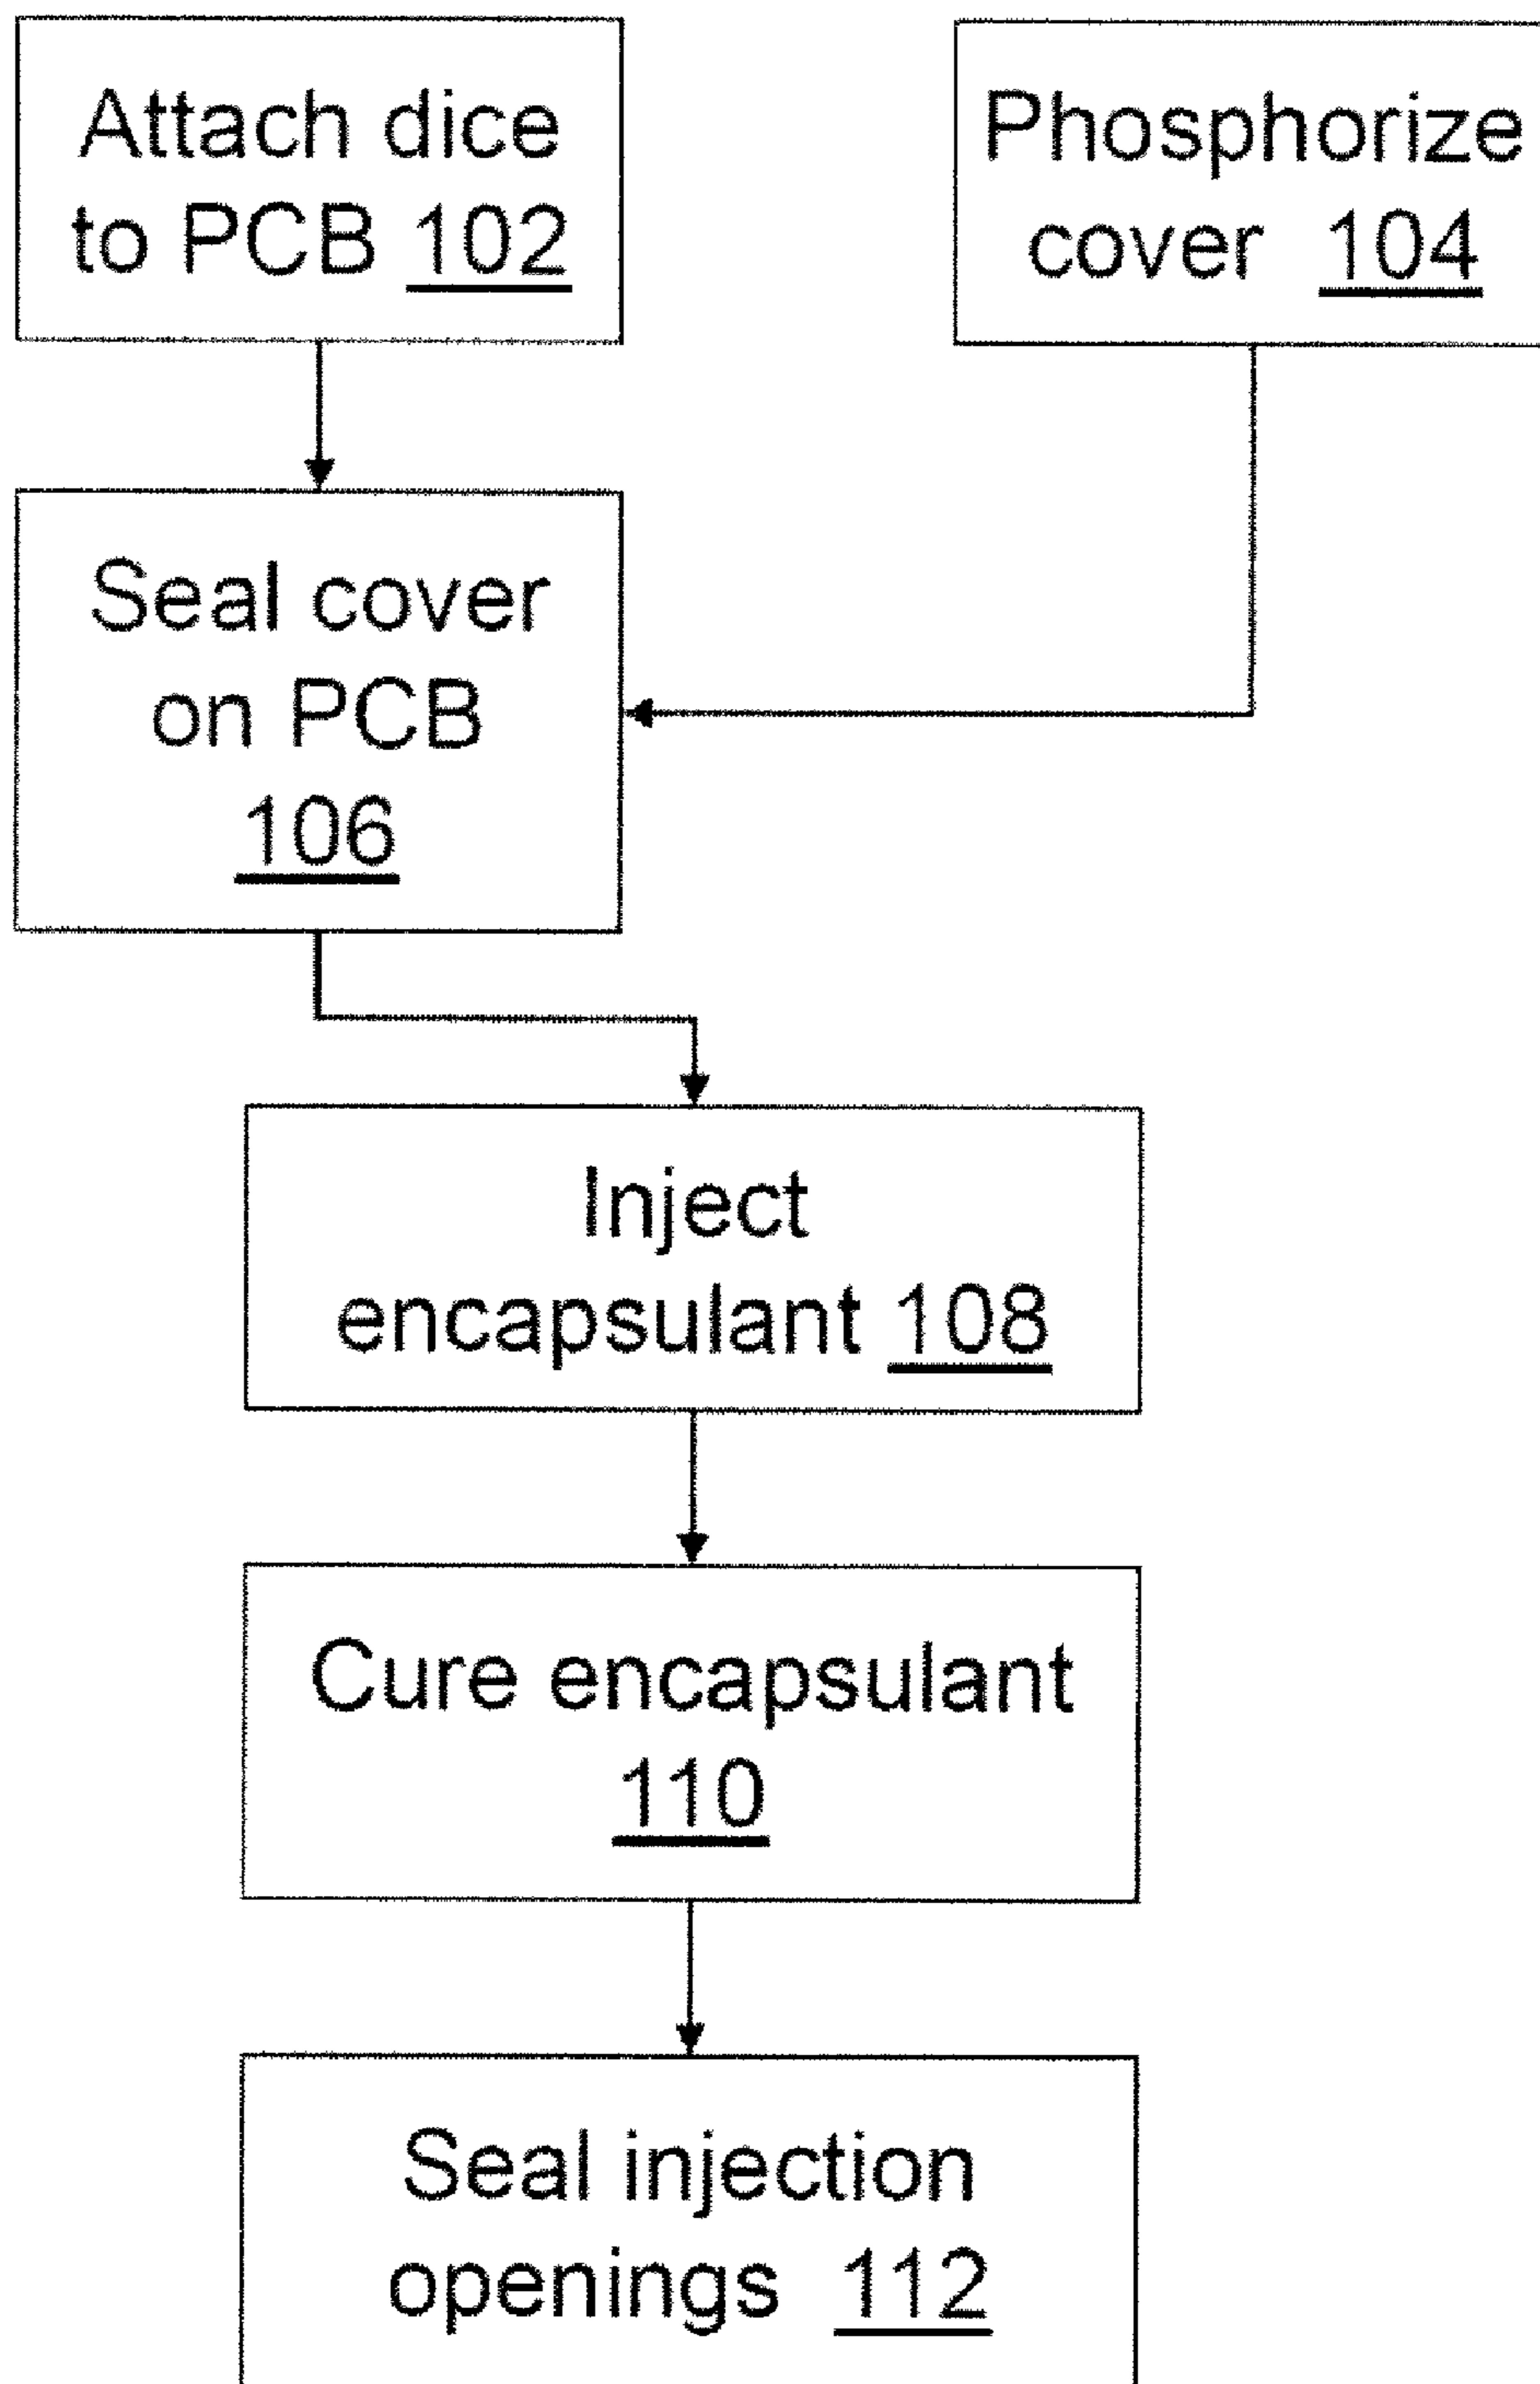 Attach dice
to PCB 102
Phosphorize
cover 104
Seal cover
on PCB
106
Inject
encapsulant 108
Cure encapsulant
110
Seal injection
openings 112